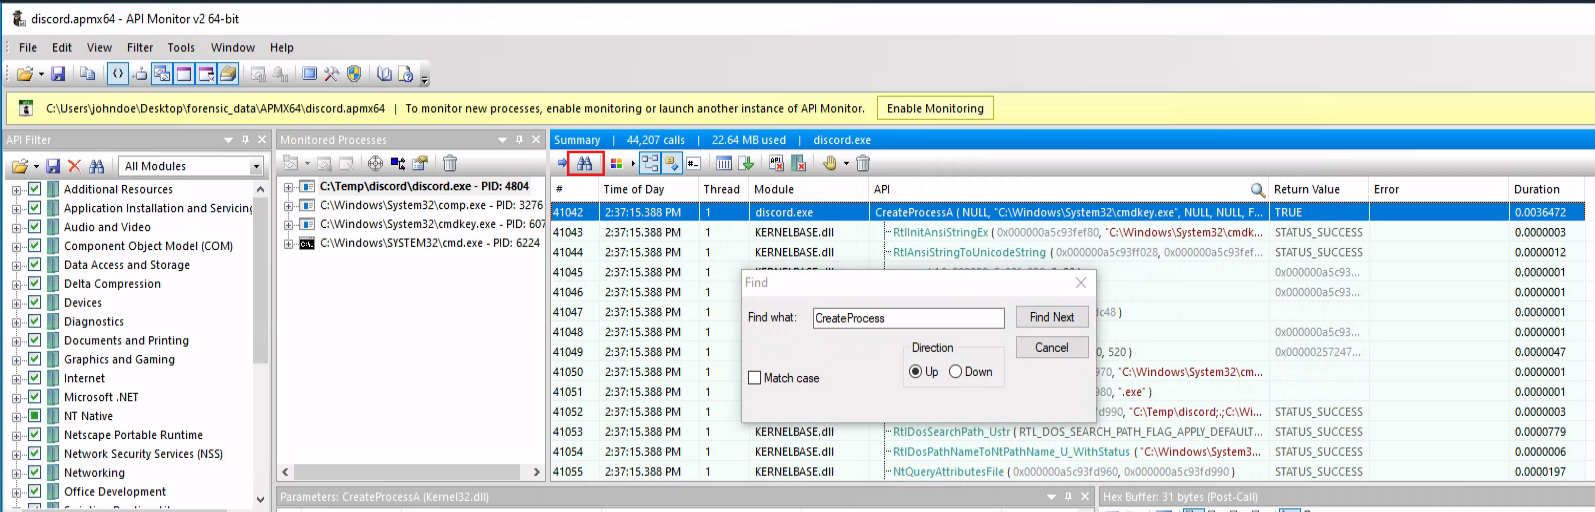 discord.apmx64 - API Monitor v2 64-bit
File Edit View Filter Tools Window Help
C:\Users\johndoe\Desktop\forensic_data\APMX64\discord.apmx64 | To monitor new processes, enable monitoring or launch another instance of API Monitor. Enable Monitoring
API Filter
All Modules
Additional Resources
Application Installation and Servicing
Audio and Video
Component Object Model (COM)
Data Access and Storage
Delta Compression
Devices
Diagnostics
Documents and Printing
Graphics and Gaming
Internet
Microsoft .NET
NT Native
Netscape Portable Runtime
Network Security Services (NSS)
Networking
Office Development
Monitored Processes
C:\Temp\discord\discord.exe - PID: 4804
C:\Windows\System32\comp.exe - PID: 3276
C:\Windows\System32\cmdkey.exe - PID: 607
C:\Windows\SYSTEM32\cmd.exe - PID: 6224
Summary | 44,207 calls | 22.64 MB used | discord.exe
# Time of Day Thread Module API Return Value Error Duration
41042 2:37:15.388 PM 1 discord.exe CreateProcessA ( NULL, "C:\Windows\System32\cmdkey.exe", NULL, NULL, F... TRUE 0.0036472
41043 2:37:15.388 PM 1 KERNELBASE.dll RtlInitAnsiStringEx ( 0x000000a5c93fef80, "C:\Windows\System32\cmdk... STATUS_SUCCESS 0.0000003
41044 2:37:15.388 PM 1 KERNELBASE.dll RtlAnsiStringToUnicodeString ( 0x000000a5c93ff028, 0x000000a5c93fef... STATUS_SUCCESS 0.0000012
41045 2:37:15.388 PM 1 0x000000a5c93... 0.0000001
41046 2:37:15.388 PM 1 0x000000a5c93... 0.0000001
41047 2:37:15.388 PM 1 dc48 ) 0.0000001
41048 2:37:15.388 PM 1 0x000000a5c93... 0.0000001
41049 2:37:15.388 PM 1 0, 520 ) 0x00000257247... 0.0000047
41050 2:37:15.388 PM 1 970, "C:\Windows\System32\cm... STATUS_SUCCESS 0.0000001
41051 2:37:15.388 PM 1 980, ".exe" ) STATUS_SUCCESS 0.0000001
41052 2:37:15.388 PM 1 fd990, "C:\Temp\discord;.;C:\Wi... STATUS_SUCCESS 0.0000003
41053 2:37:15.388 PM 1 KERNELBASE.dll RtlDosSearchPath_Ustr ( RTL_DOS_SEARCH_PATH_FLAG_APPLY_DEFAULT... STATUS_SUCCESS 0.0000779
41054 2:37:15.388 PM 1 KERNELBASE.dll RtlDosPathNameToNtPathName_U_WithStatus ( "C:\Windows\System3... STATUS_SUCCESS 0.0000006
41055 2:37:15.388 PM 1 KERNELBASE.dll NtQueryAttributesFile ( 0x000000a5c93fd960, 0x000000a5c93fd990 ) STATUS_SUCCESS 0.0000197
Find
Find what: CreateProcess Find Next
Direction Cancel
Match case Up Down
Parameters: CreateProcessA (Kernel32.dll)
Hex Buffer: 31 bytes (Post-Call)